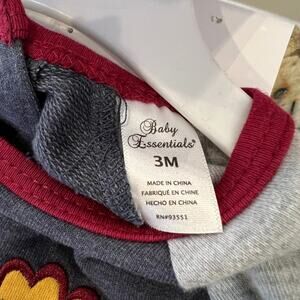 Baby
Essentials®
3M
MADE IN CHINA
FABRIQUÉ EN CHINE
HECHO EN CHINA
RN#93551